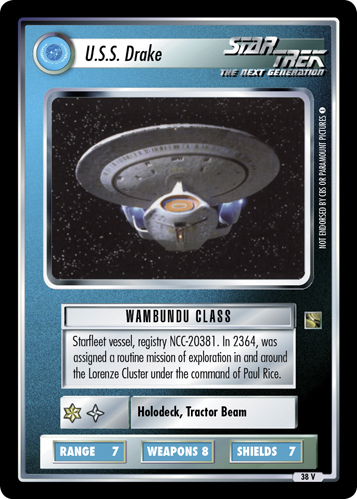 U.S.S. Drake
STAR TREK
THE NEXT GENERATION
NOT ENDORSED BY CBS OR PARAMOUNT PICTURES
WAMBUNDU CLASS
Starfleet vessel, registry NCC-20381. In 2364, was
assigned a routine mission of exploration in and around
the Lorenze Cluster under the command of Paul Rice.
Holodeck, Tractor Beam
RANGE 7 WEAPONS 8 SHIELDS 7
38 V